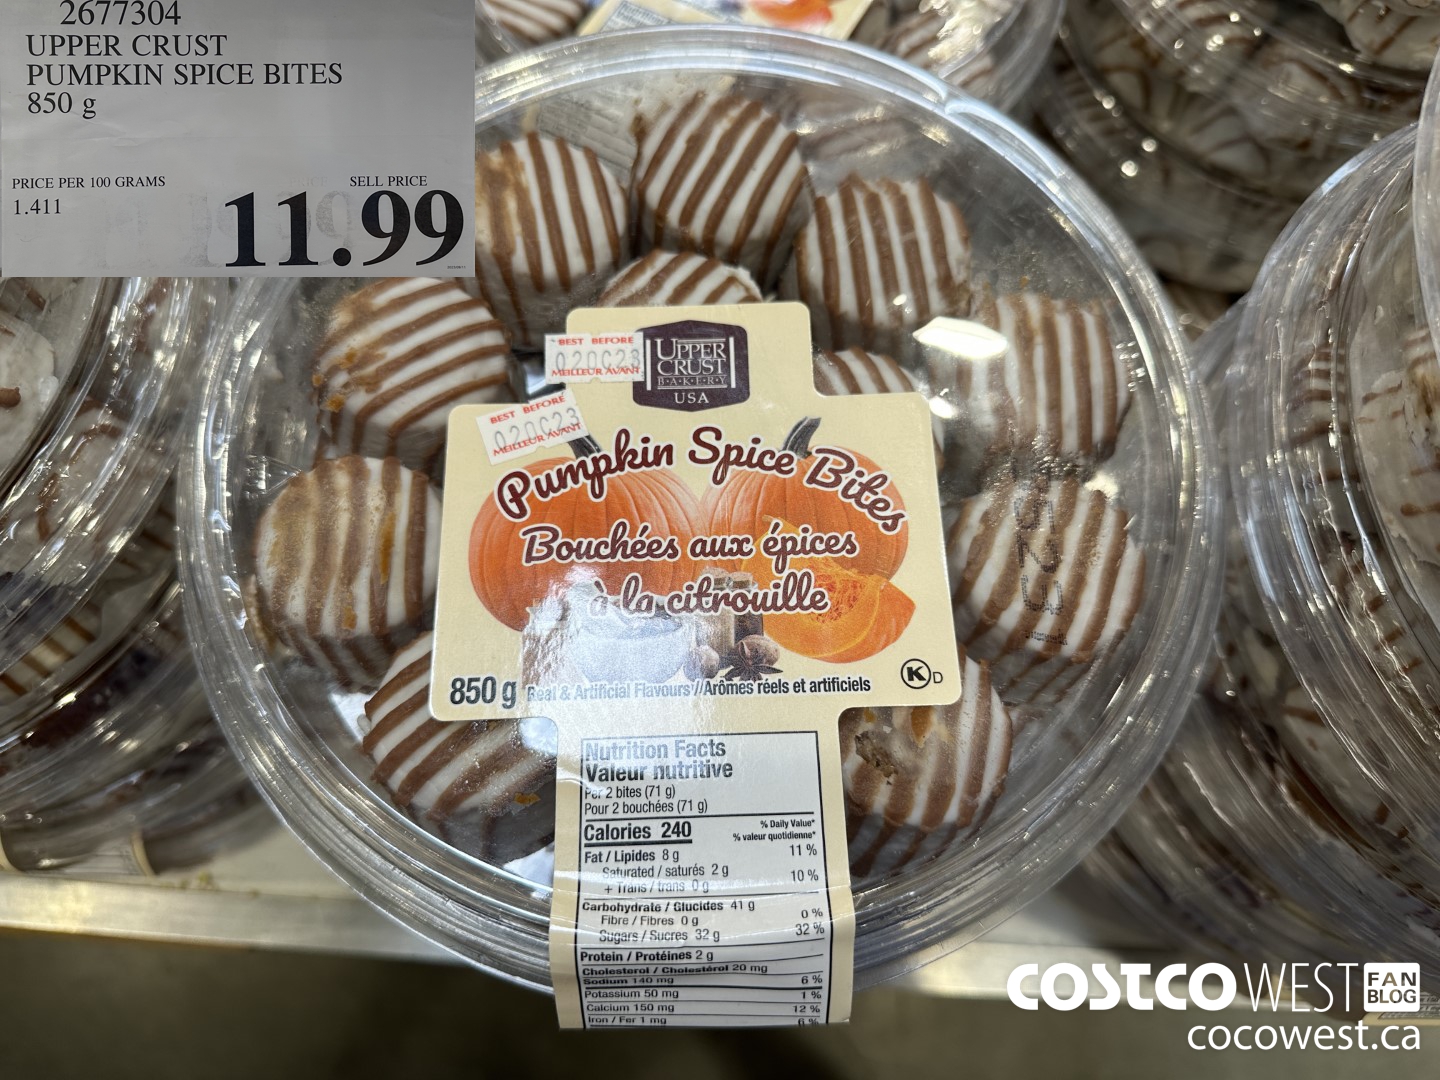 2677304
UPPER CRUST
PUMPKIN SPICE BITES
850 g
PRICE PER 100 GRAMS
1.411
SELL PRICE
11.99
BEST BEFORE
020C23
MEILLEUR AVANT
BEST BEFORE
020C23
MEILLEUR AVANT
UPPER
CRUST
B•A•K•E•R•Y
USA
Pumpkin Spice Bites
Bouchées aux épices
à la citrouille
850 g
Real & Artificial Flavours//Arômes réels et artificiels
K D
Nutrition Facts
Valeur nutritive
Per 2 bites (71 g)
Pour 2 bouchées (71 g)
Calories 240
% Daily Value*
% valeur quotidienne*
Fat / Lipides 8 g 11 %
Saturated / saturés 2 g
+ Trans / trans 0 g 10 %
Carbohydrate / Glucides 41 g
Fibre / Fibres 0 g 0 %
Sugars / Sucres 32 g 32 %
Protein / Protéines 2 g
Cholesterol / Cholestérol 20 mg
Sodium 140 mg 6 %
Potassium 50 mg 1 %
Calcium 150 mg 12 %
Iron / Fer 1 mg 6 %
COSTCO WEST FAN BLOG
cocowest.ca